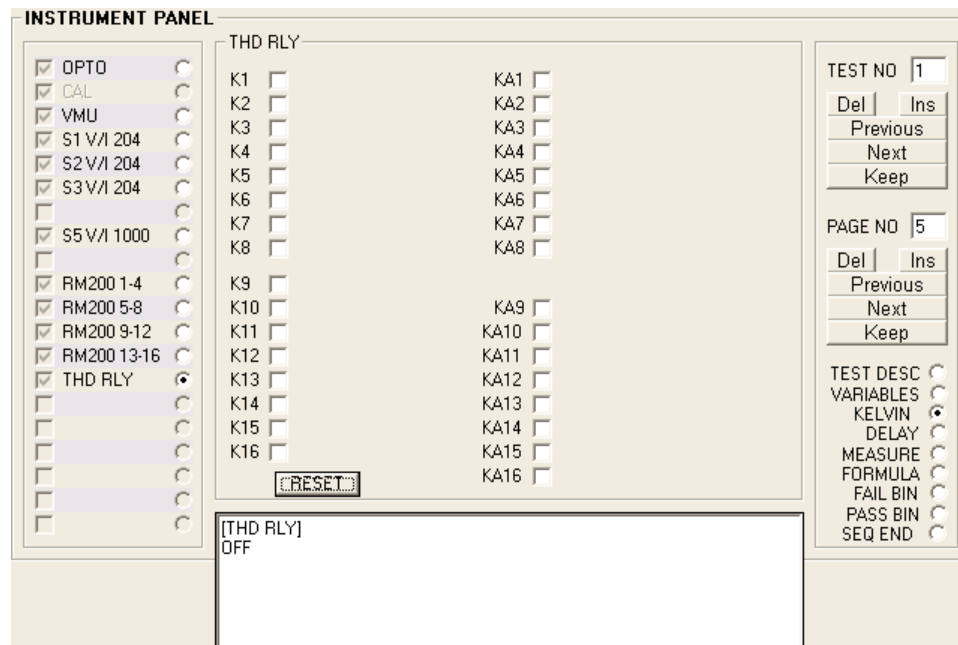 INSTRUMENT PANEL
OPTO
CAL
VMU
S1 V/I 204
S2 V/I 204
S3 V/I 204
S5 V/I 1000
RM200 1-4
RM200 5-8
RM200 9-12
RM200 13-16
THD RLY
THD RLY
K1 KA1
K2 KA2
K3 KA3
K4 KA4
K5 KA5
K6 KA6
K7 KA7
K8 KA8
K9
K10 KA9
K11 KA10
K12 KA11
K13 KA12
K14 KA13
K15 KA14
K16 KA15
KA16
RESET
[THD RLY]
OFF
TEST NO 1
Del Ins
Previous
Next
Keep
PAGE NO 5
Del Ins
Previous
Next
Keep
TEST DESC
VARIABLES
KELVIN
DELAY
MEASURE
FORMULA
FAIL BIN
PASS BIN
SEQ END